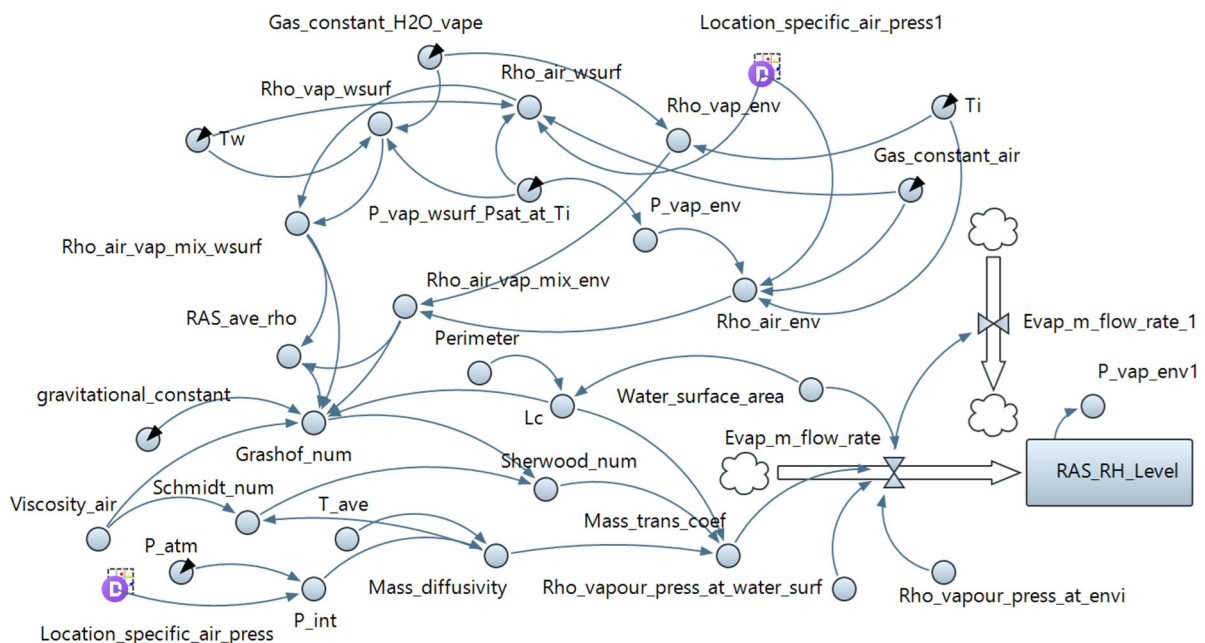 Gas_constant_H2O_vape
Location_specific_air_press1
D
Rho_air_wsurf
Rho_vap_wsurf
Rho_vap_env
Ti
Tw
Gas_constant_air
P_vap_wsurf_Psat_at_Ti
P_vap_env
Rho_air_vap_mix_wsurf
Rho_air_vap_mix_env
RAS_ave_rho
Rho_air_env
Evap_m_flow_rate_1
Perimeter
P_vap_env1
gravitational_constant
Water_surface_area
Lc
Evap_m_flow_rate
Grashof_num
Sherwood_num
RAS_RH_Level
Schmidt_num
Viscosity_air
T_ave
Mass_trans_coef
P_atm
D
Mass_diffusivity
Rho_vapour_press_at_water_surf
Rho_vapour_press_at_envi
P_int
Location_specific_air_press